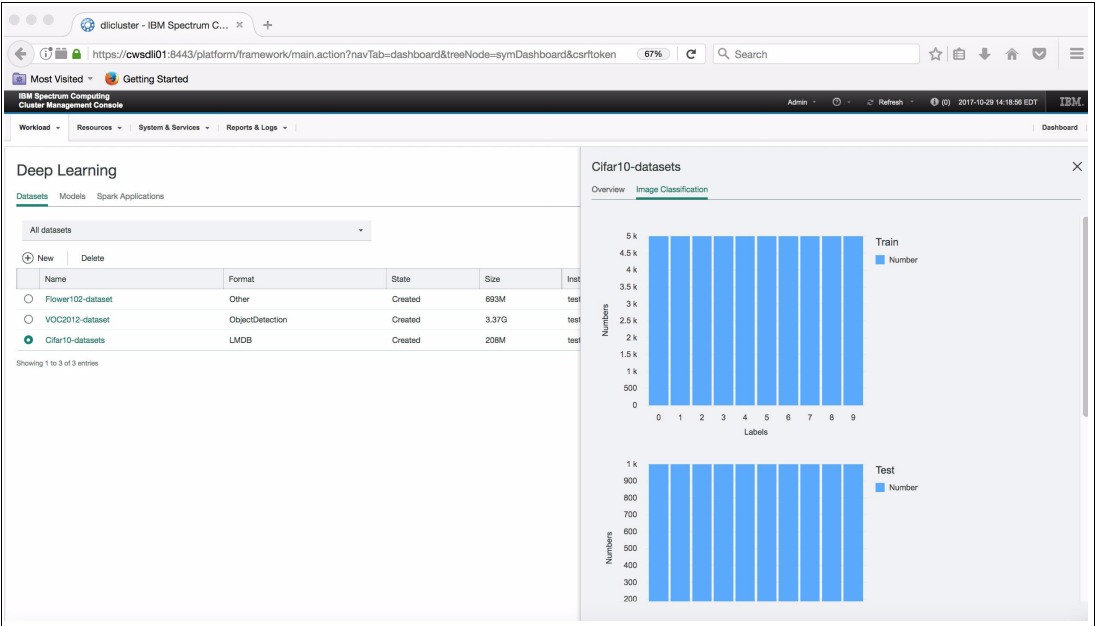 dlicluster - IBM Spectrum C... × +
https://cwsdli01:8443/platform/framework/main.action?navTab=dashboard&treeNode=symDashboard&csrftoken 67% Search
Most Visited Getting Started
IBM Spectrum Computing
Cluster Management Console
Admin Refresh (0) 2017-10-29 14:18:56 EDT IBM.
Workload Resources System & Services Reports & Logs Dashboard
Deep Learning
Datasets Models Spark Applications
All datasets
New Delete
Name Format State Size Inst
Flower102-dataset Other Created 693M test
VOC2012-dataset ObjectDetection Created 3.37G test
Cifar10-datasets LMDB Created 208M test
Showing 1 to 3 of 3 entries
Cifar10-datasets
Overview Image Classification
Train
Number
5 k
4.5 k
4 k
3.5 k
3 k
2.5 k
2 k
1.5 k
1 k
500
0
Numbers
0 1 2 3 4 5 6 7 8 9
Labels
Test
Number
1 k
900
800
700
600
500
400
300
200
Numbers